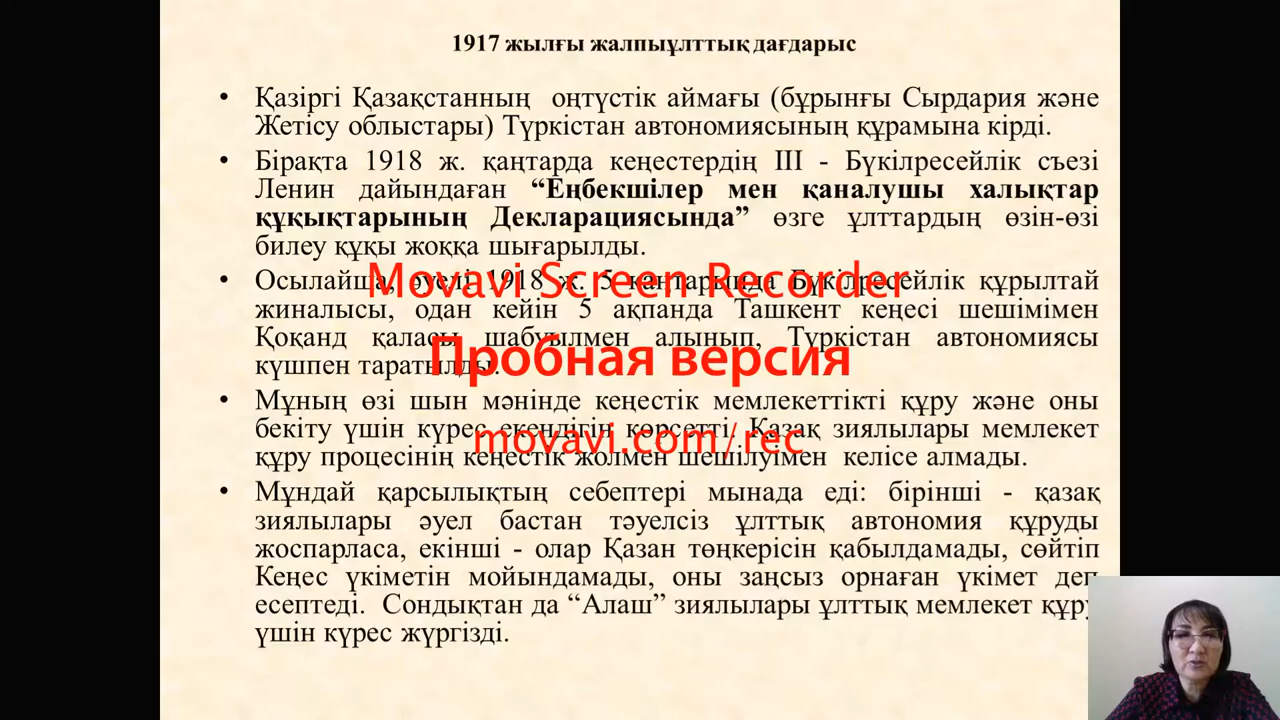 1917 жылғы жалпыұлттық дағдарыс
• Қазіргі Қазақстанның оңтүстік аймағы (бұрынғы Сырдария және
Жетісу облыстары) Түркістан автономиясының құрамына кірді.
• Бірақта 1918 ж. қаңтарда кеңестердің ІІІ - Бүкілресейлік съезі
Ленин дайындаған “Еңбекшілер мен қаналушы халықтар
құқықтарының Декларациясында” өзге ұлттардың өзін-өзі
билеу құқы жоққа шығарылды.
• Осылайша, әуелі 1918 ж. 5 қантарында Бүкілресейлік құрылтай
жиналысы, одан кейін 5 ақпанда Ташкент кеңесі шешімімен
Қоқанд қаласы шабуылмен алынып, Түркістан автономиясы
күшпен таратылды.
• Мұның өзі шын мәнінде кеңестік мемлекеттікті құру және оны
бекіту үшін күрес екендігін көрсетті. Қазақ зиялылары мемлекет
құру процесінің кеңестік жолмен шешілуімен келісе алмады.
• Мұндай қарсылықтың себептері мынада еді: бірінші - қазақ
зиялылары әуел бастан тәуелсіз ұлттық автономия құруды
жоспарласа, екінші - олар Қазан төңкерісін қабылдамады, сөйтіп
Кеңес үкіметін мойындамады, оны заңсыз орнаған үкімет деп
есептеді. Сондықтан да “Алаш” зиялылары ұлттық мемлекет құру
үшін күрес жүргізді.
Movavi Screen Recorder
Пробная версия
movavi.com/rec